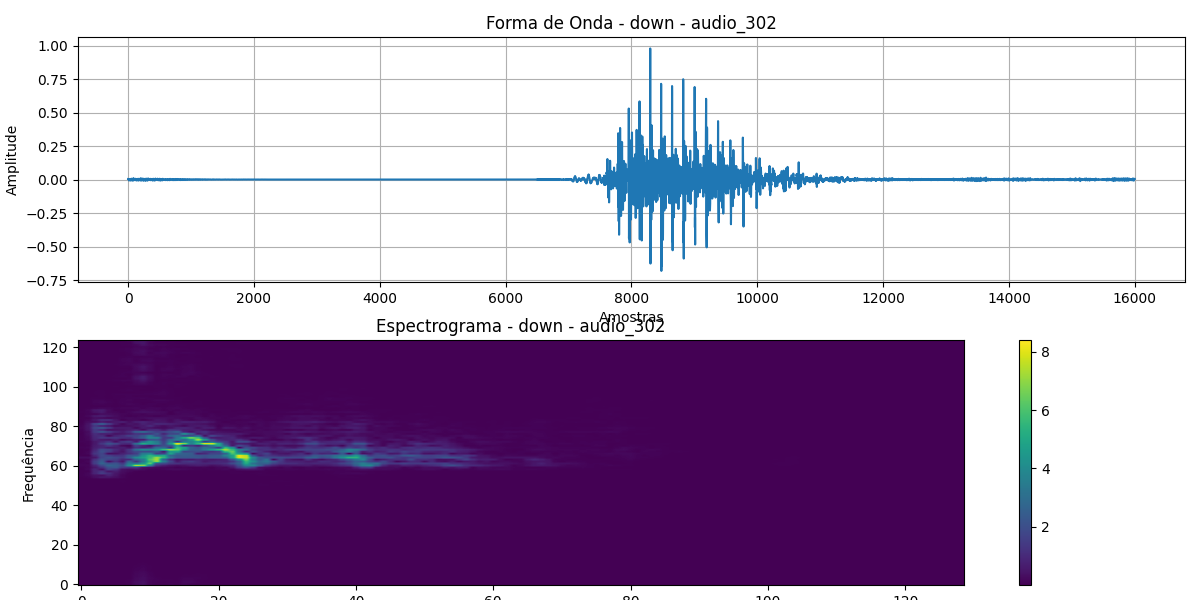 Forma de Onda - down - audio_302
1.00
0.75
0.50
0.25
0.00
−0.25
−0.50
−0.75
Amplitude
0 2000 4000 6000 8000 10000 12000 14000 16000
Amostras
Espectrograma - down - audio_302
120
100
80
60
40
20
0
Frequência
0 20 40 60 80 100 120
8
6
4
2